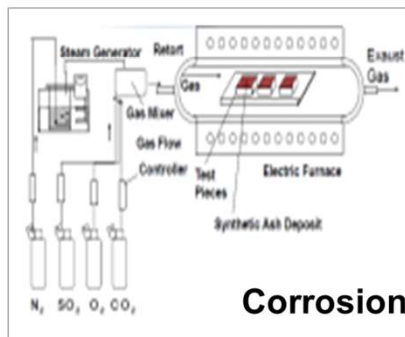 Steam Generator
Retort
Exbust
Gas
Gas
Gas Mixer
Gas Flow
Controller
Test
Pieces
Electric Furnace
Synthetic Ash Deposit
N₂ SO₂ O₂ CO₂
Corrosion